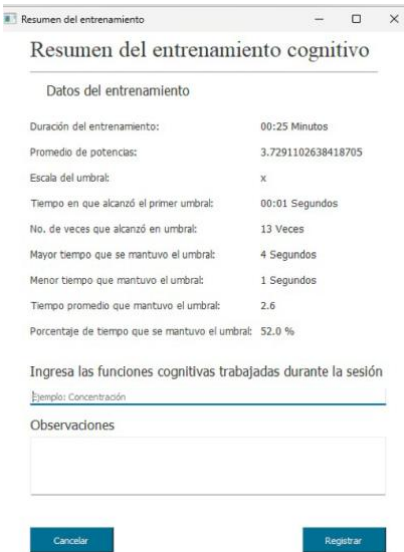 Resumen del entrenamiento
Resumen del entrenamiento cognitivo
Datos del entrenamiento
Duración del entrenamiento: 00:25 Minutos
Promedio de potencias: 3.7291102638418705
Escala del umbral: x
Tiempo en que alcanzó el primer umbral: 00:01 Segundos
No. de veces que alcanzó en umbral: 13 Veces
Mayor tiempo que se mantuvo el umbral: 4 Segundos
Menor tiempo que mantuvo el umbral: 1 Segundos
Tiempo promedio que mantuvo el umbral: 2.6
Porcentaje de tiempo que se mantuvo el umbral: 52.0 %
Ingresa las funciones cognitivas trabajadas durante la sesión
Ejemplo: Concentración
Observaciones
Cancelar Registrar